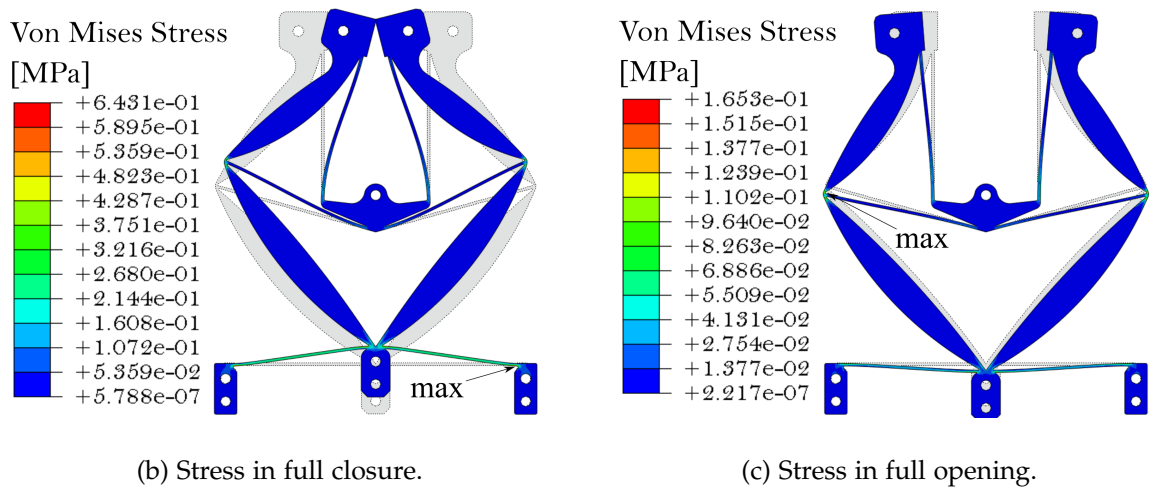 Von Mises Stress
[MPa]
+6.431e-01
+5.895e-01
+5.359e-01
+4.823e-01
+4.287e-01
+3.751e-01
+3.216e-01
+2.680e-01
+2.144e-01
+1.608e-01
+1.072e-01
+5.359e-02
+5.788e-07
max
(b) Stress in full closure.
Von Mises Stress
[MPa]
+1.653e-01
+1.515e-01
+1.377e-01
+1.239e-01
+1.102e-01
+9.640e-02
+8.263e-02
+6.886e-02
+5.509e-02
+4.131e-02
+2.754e-02
+1.377e-02
+2.217e-07
max
(c) Stress in full opening.